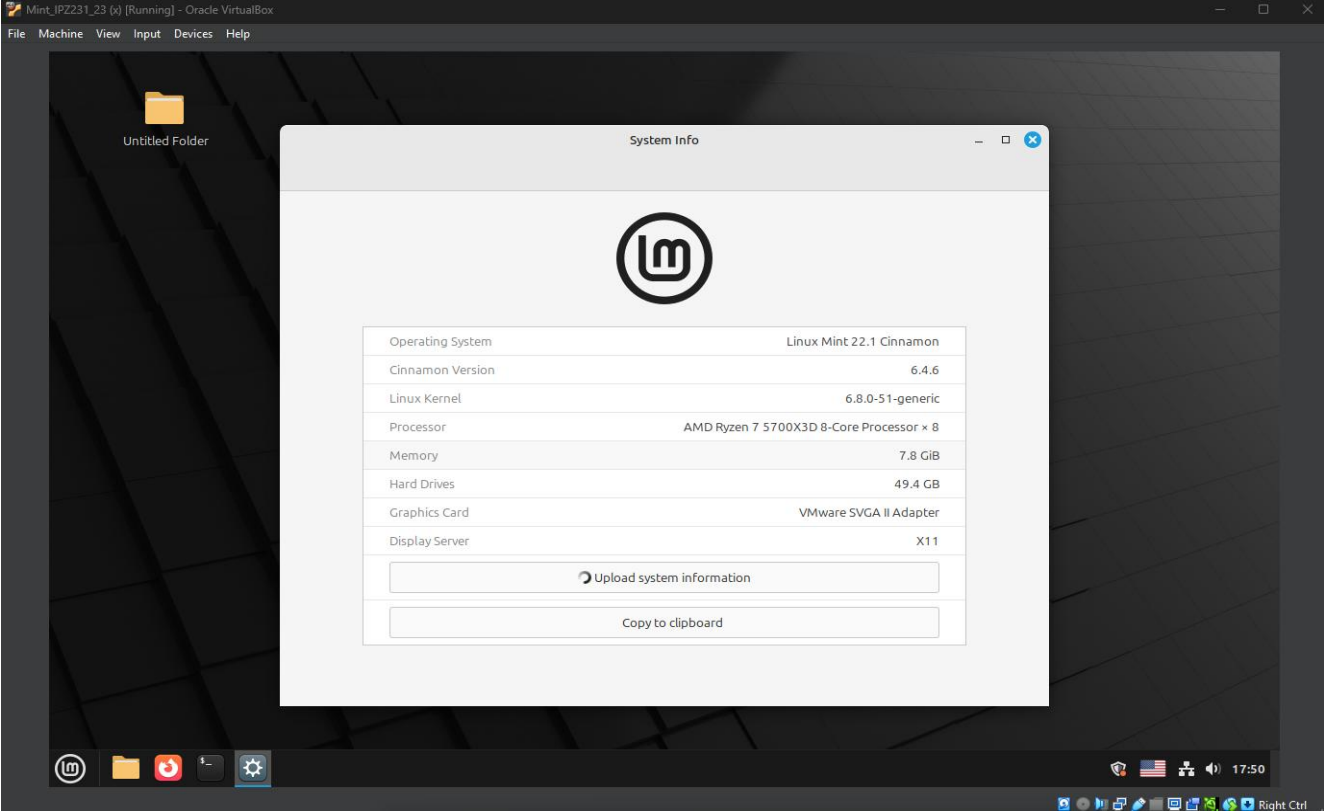 Mint_IPZ231_23 (x) [Running] - Oracle VirtualBox
File Machine View Input Devices Help
Untitled Folder
System Info
lm
Operating System Linux Mint 22.1 Cinnamon
Cinnamon Version 6.4.6
Linux Kernel 6.8.0-51-generic
Processor AMD Ryzen 7 5700X3D 8-Core Processor × 8
Memory 7.8 GiB
Hard Drives 49.4 GB
Graphics Card VMware SVGA II Adapter
Display Server X11
Upload system information
Copy to clipboard
lm $_ 17:50
Right Ctrl